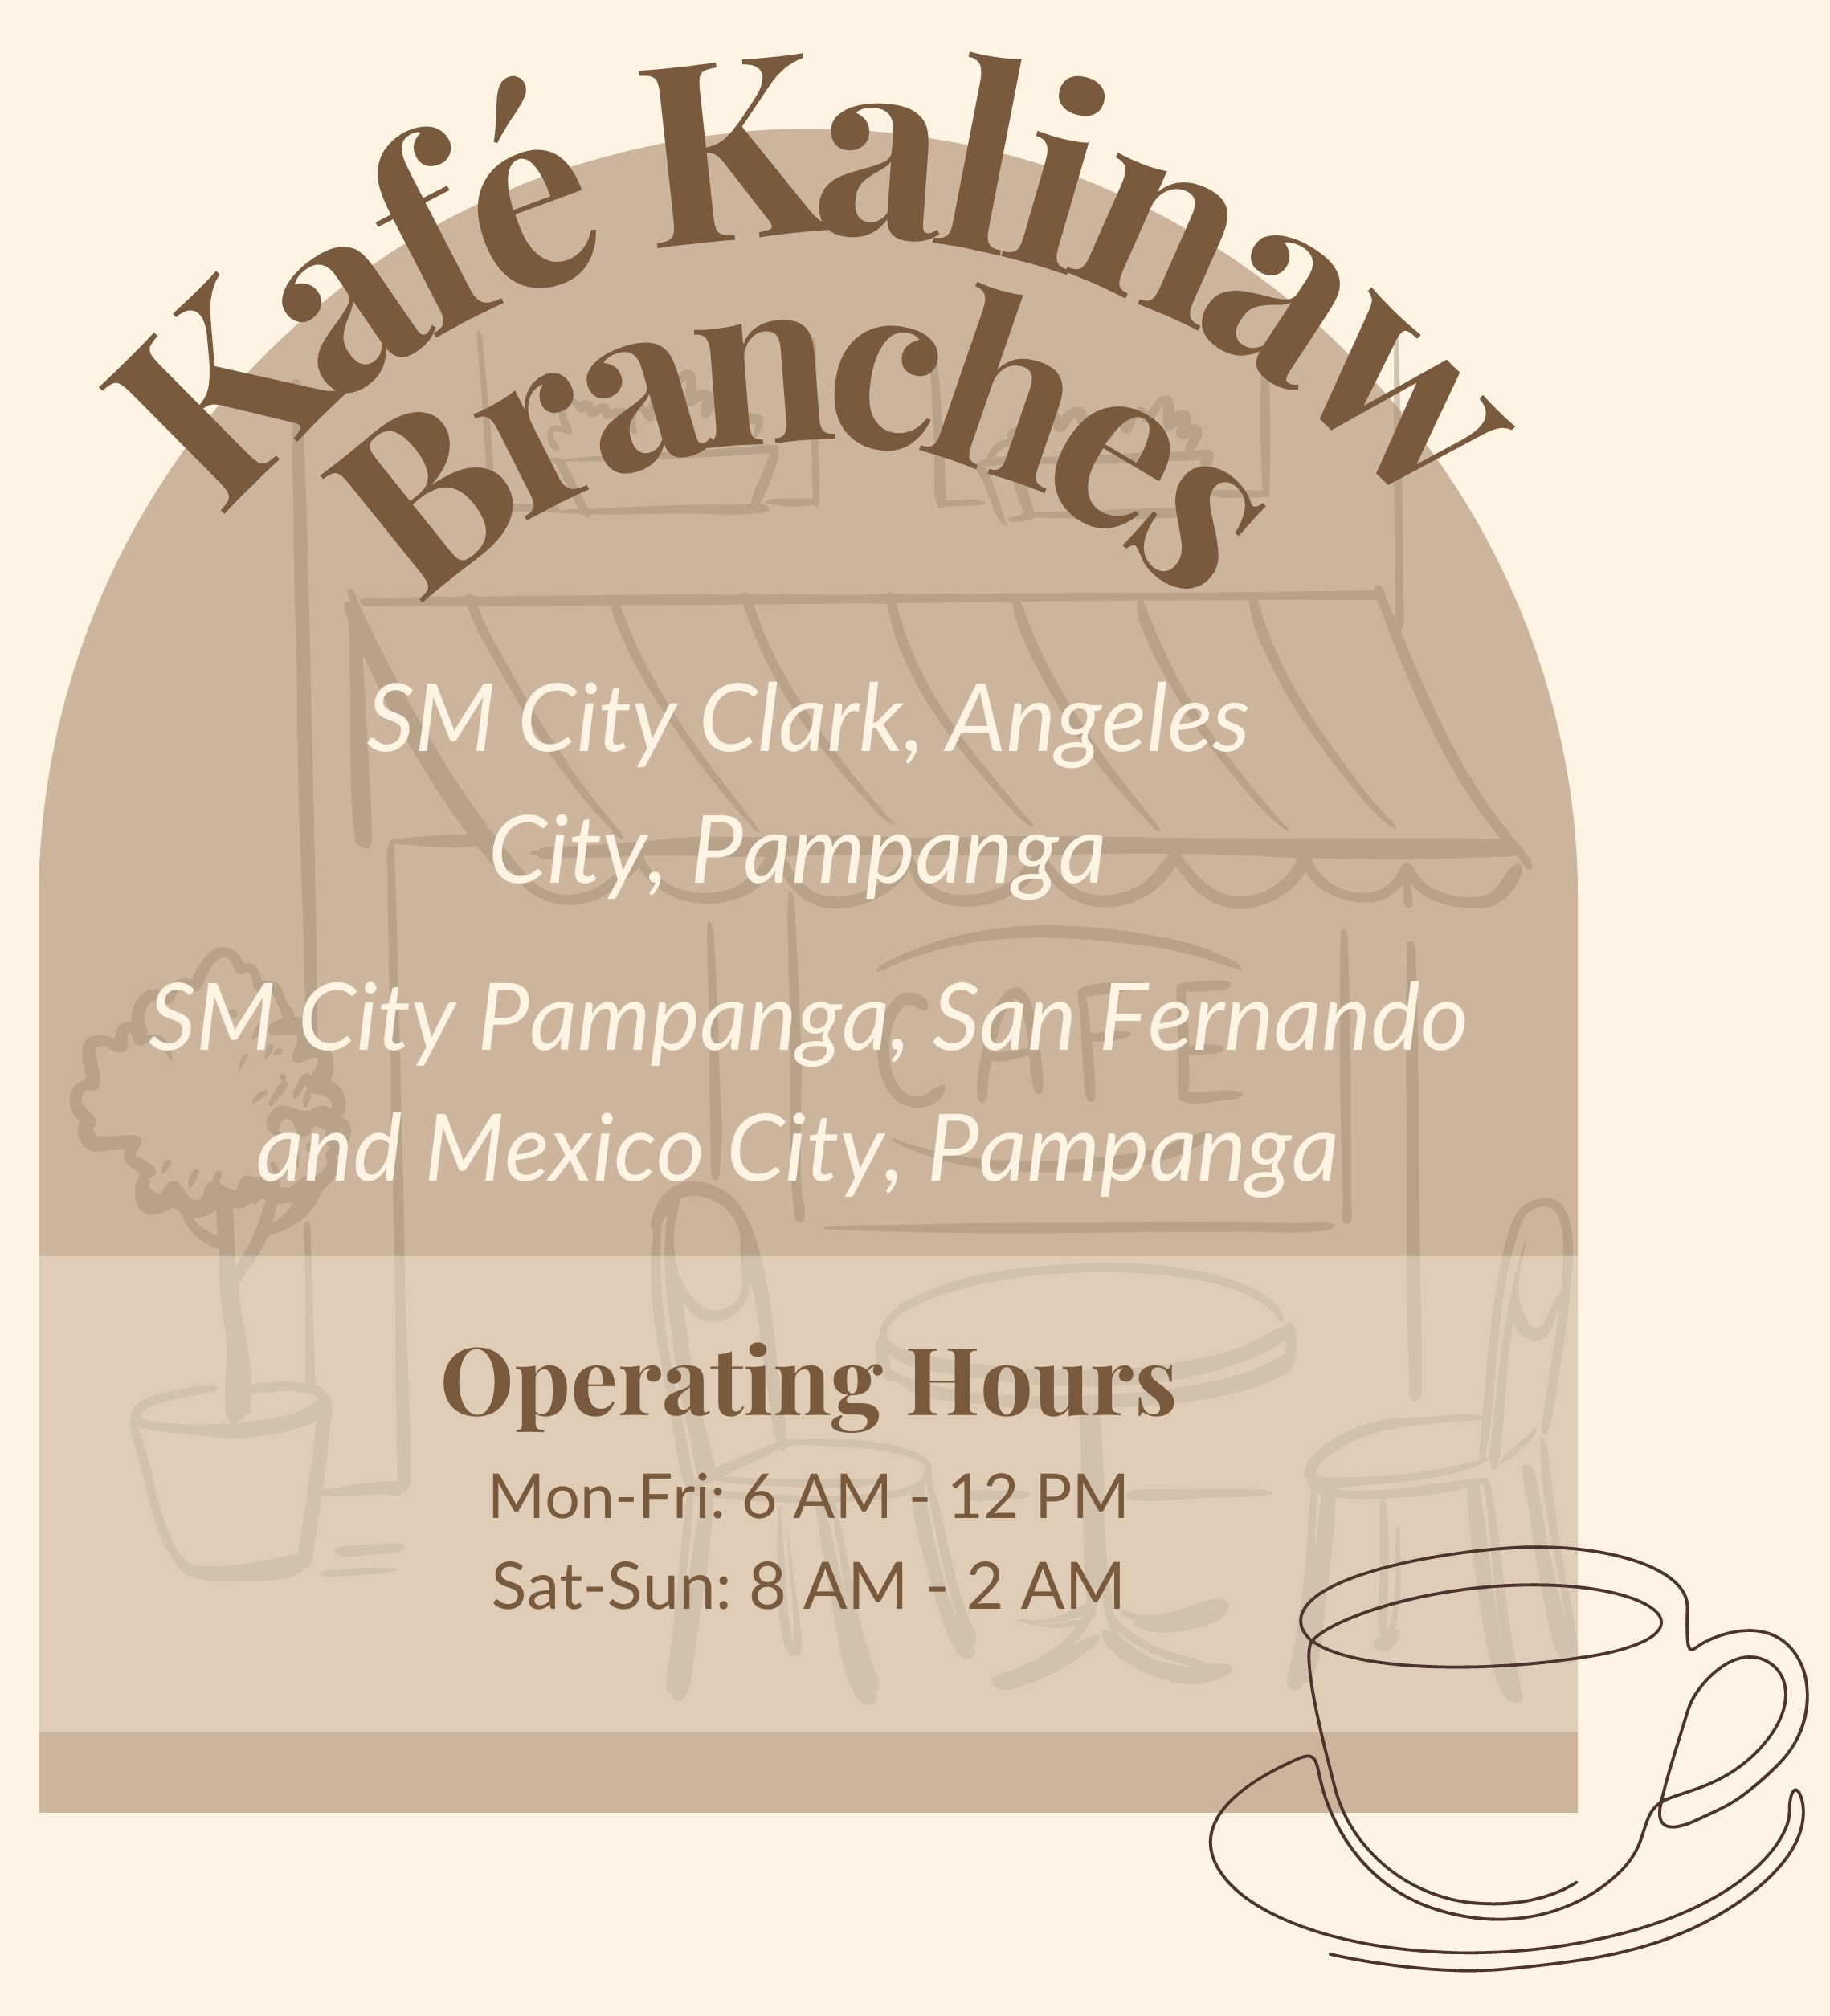 Kafé Kalinaw
Branches
SM City Clark, Angeles
City, Pampanga
SM City Pampanga, San Fernando
and Mexico City, Pampanga
CAFE
Operating Hours
Mon-Fri: 6 AM - 12 PM
Sat-Sun: 8 AM - 2 AM